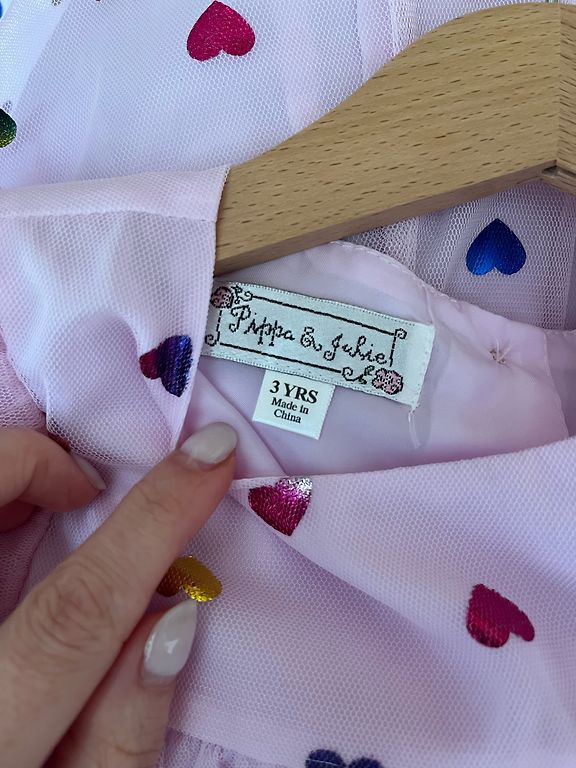 Pippa & Julie
3 YRS
Made in
China